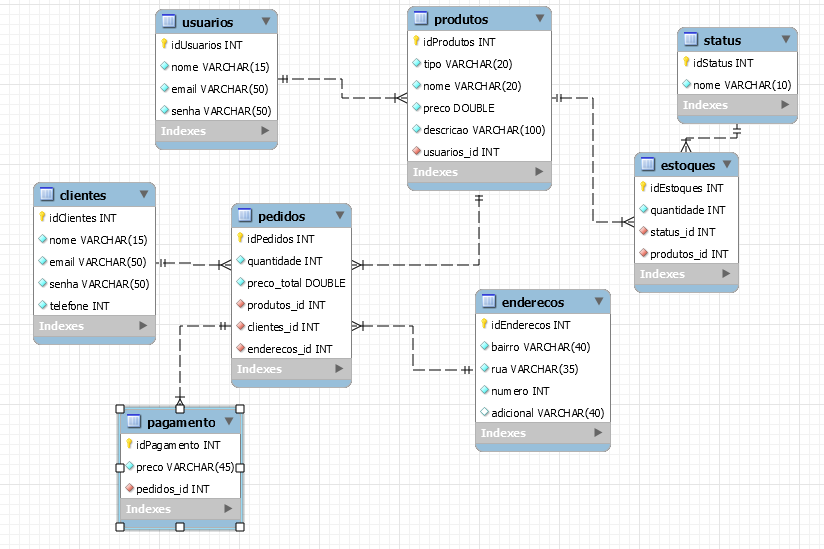 usuarios
idUsuarios INT
nome VARCHAR(15)
email VARCHAR(50)
senha VARCHAR(50)
Indexes
produtos
idProdutos INT
tipo VARCHAR(20)
nome VARCHAR(20)
preco DOUBLE
descricao VARCHAR(100)
usuarios_id INT
Indexes
status
idStatus INT
nome VARCHAR(10)
Indexes
estoques
idEstoques INT
quantidade INT
status_id INT
produtos_id INT
Indexes
clientes
idClientes INT
nome VARCHAR(15)
email VARCHAR(50)
senha VARCHAR(50)
telefone INT
Indexes
pedidos
idPedidos INT
quantidade INT
preco_total DOUBLE
produtos_id INT
clientes_id INT
enderecos_id INT
Indexes
enderecos
idEnderecos INT
bairro VARCHAR(40)
rua VARCHAR(35)
numero INT
adicional VARCHAR(40)
Indexes
pagamento
idPagamento INT
preco VARCHAR(45)
pedidos_id INT
Indexes